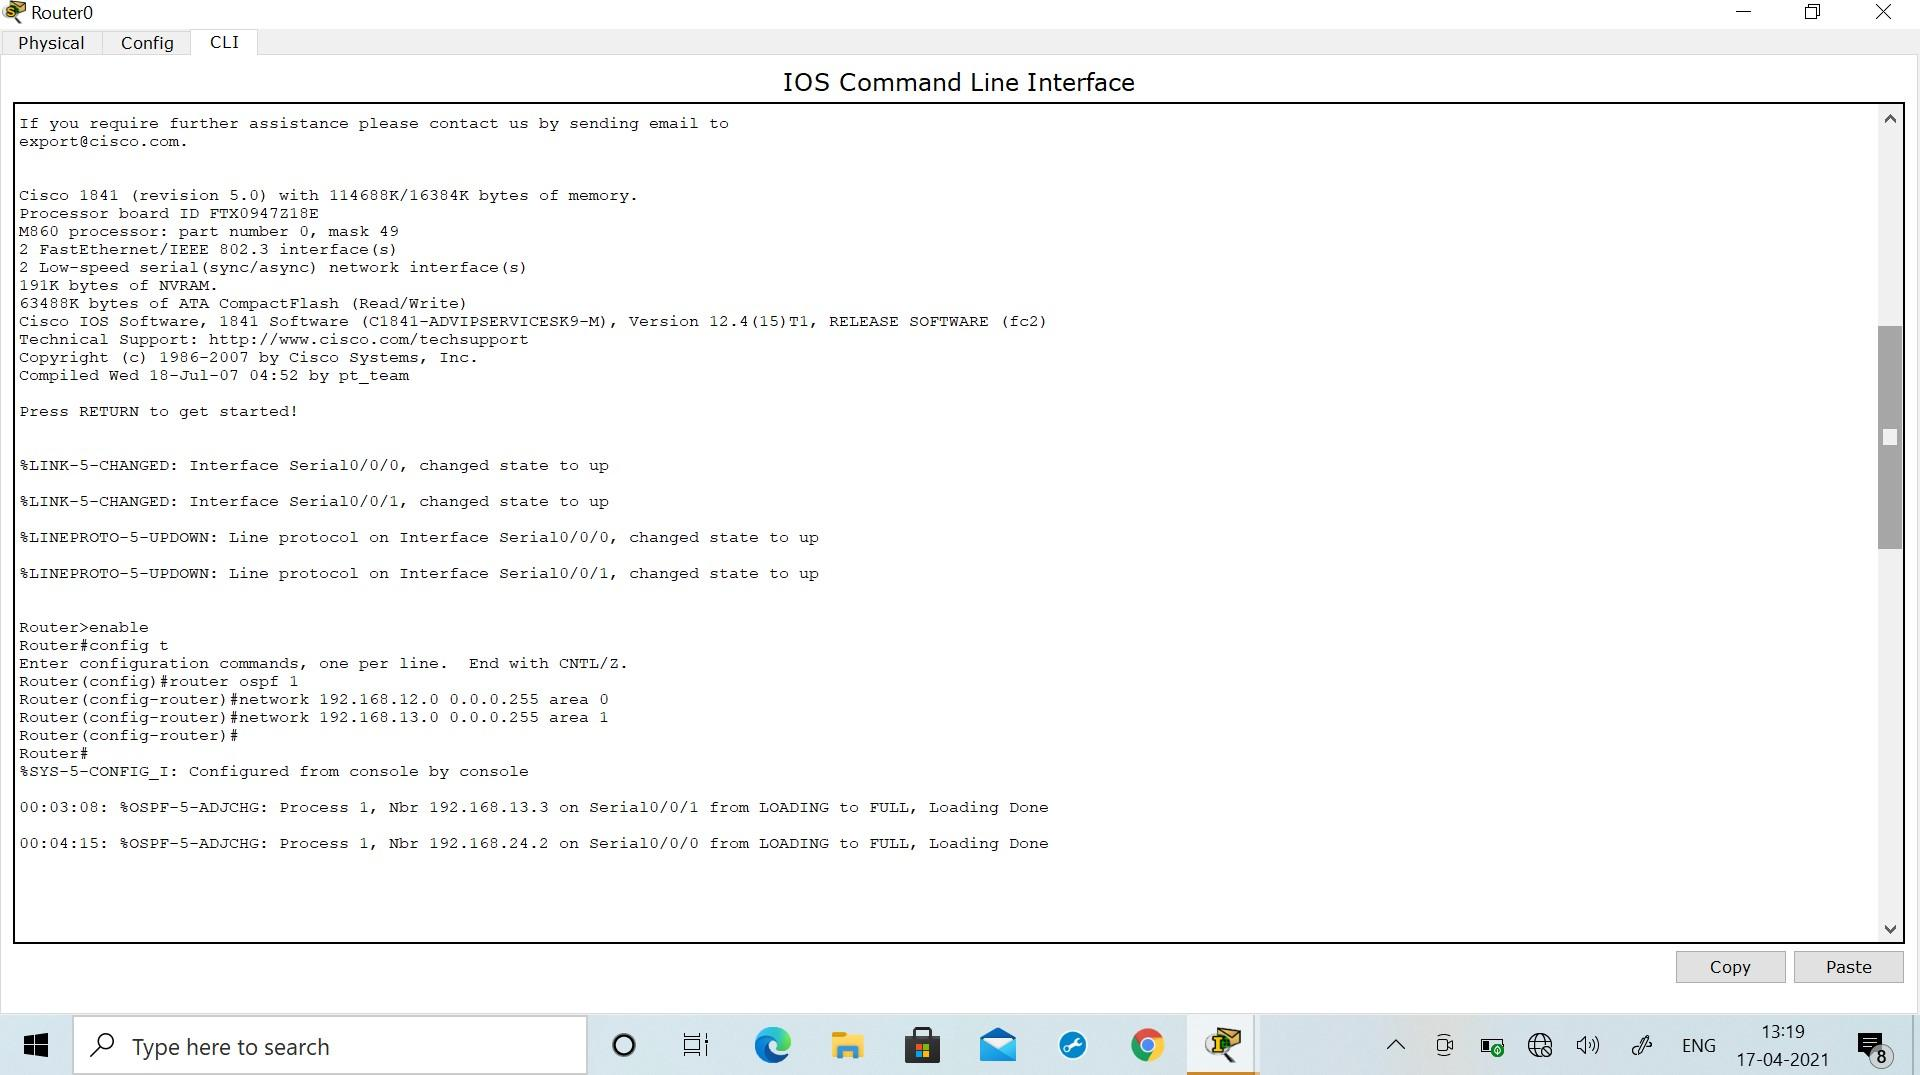 Router0
Physical Config CLI
IOS Command Line Interface
If you require further assistance please contact us by sending email to
export@cisco.com.
Cisco 1841 (revision 5.0) with 114688K/16384K bytes of memory.
Processor board ID FTX0947Z18E
M860 processor: part number 0, mask 49
2 FastEthernet/IEEE 802.3 interface(s)
2 Low-speed serial(sync/async) network interface(s)
191K bytes of NVRAM.
63488K bytes of ATA CompactFlash (Read/Write)
Cisco IOS Software, 1841 Software (C1841-ADVIPSERVICESK9-M), Version 12.4(15)T1, RELEASE SOFTWARE (fc2)
Technical Support: http://www.cisco.com/techsupport
Copyright (c) 1986-2007 by Cisco Systems, Inc.
Compiled Wed 18-Jul-07 04:52 by pt_team
Press RETURN to get started!
%LINK-5-CHANGED: Interface Serial0/0/0, changed state to up
%LINK-5-CHANGED: Interface Serial0/0/1, changed state to up
%LINEPROTO-5-UPDOWN: Line protocol on Interface Serial0/0/0, changed state to up
%LINEPROTO-5-UPDOWN: Line protocol on Interface Serial0/0/1, changed state to up
Router>enable
Router#config t
Enter configuration commands, one per line.  End with CNTL/Z.
Router(config)#router ospf 1
Router(config-router)#network 192.168.12.0 0.0.0.255 area 0
Router(config-router)#network 192.168.13.0 0.0.0.255 area 1
Router(config-router)#
Router#
%SYS-5-CONFIG_I: Configured from console by console
00:03:08: %OSPF-5-ADJCHG: Process 1, Nbr 192.168.13.3 on Serial0/0/1 from LOADING to FULL, Loading Done
00:04:15: %OSPF-5-ADJCHG: Process 1, Nbr 192.168.24.2 on Serial0/0/0 from LOADING to FULL, Loading Done
Copy Paste
Type here to search
ENG
13:19
17-04-2021
8